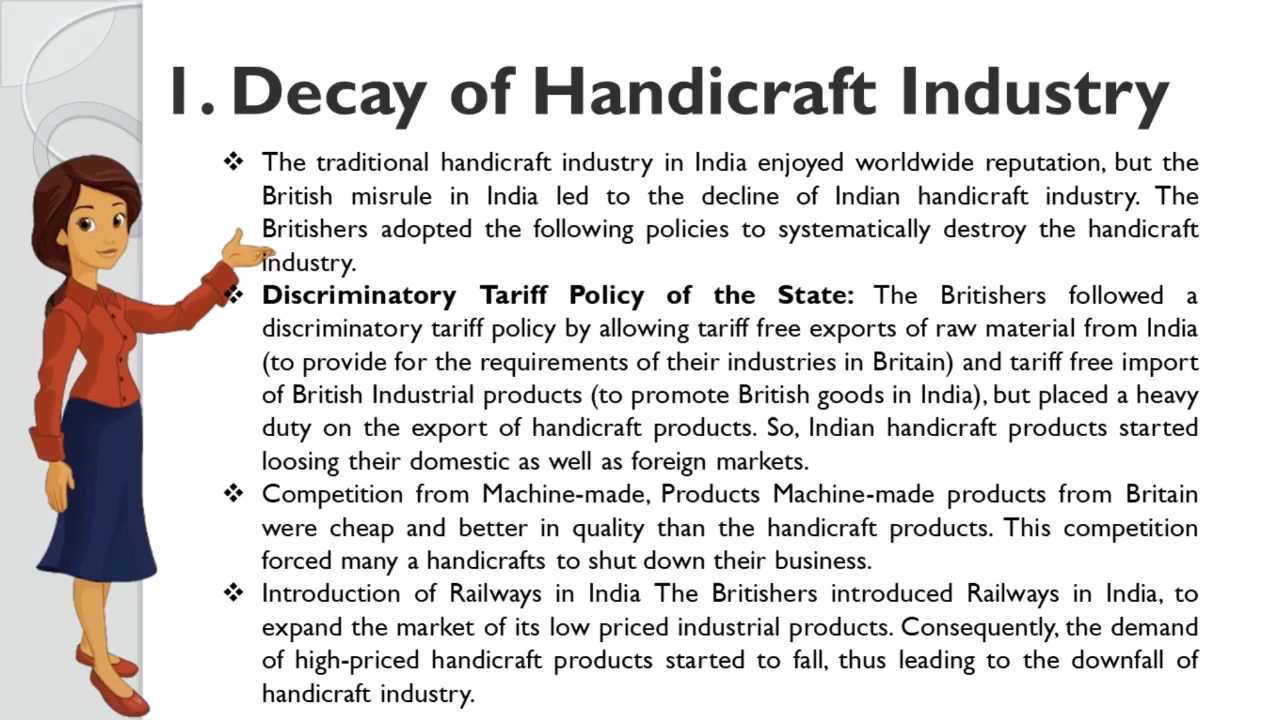 1. Decay of Handicraft Industry
❖ The traditional handicraft industry in India enjoyed worldwide reputation, but the
British misrule in India led to the decline of Indian handicraft industry. The
Britishers adopted the following policies to systematically destroy the handicraft
industry.
❖ Discriminatory Tariff Policy of the State: The Britishers followed a
discriminatory tariff policy by allowing tariff free exports of raw material from India
(to provide for the requirements of their industries in Britain) and tariff free import
of British Industrial products (to promote British goods in India), but placed a heavy
duty on the export of handicraft products. So, Indian handicraft products started
loosing their domestic as well as foreign markets.
❖ Competition from Machine-made, Products Machine-made products from Britain
were cheap and better in quality than the handicraft products. This competition
forced many a handicrafts to shut down their business.
❖ Introduction of Railways in India The Britishers introduced Railways in India, to
expand the market of its low priced industrial products. Consequently, the demand
of high-priced handicraft products started to fall, thus leading to the downfall of
handicraft industry.